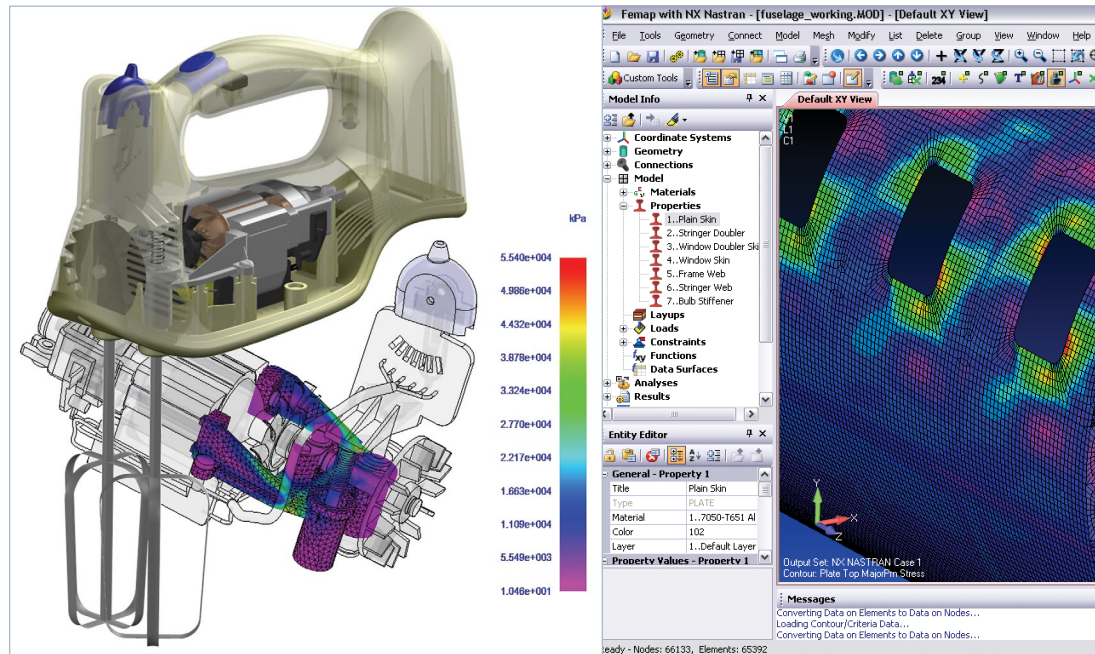 kPa
5.540e+004
4.986e+004
4.432e+004
3.878e+004
3.324e+004
2.770e+004
2.217e+004
1.663e+004
1.109e+004
5.549e+003
1.046e+001
Femap with NX Nastran - [fuselage_working.MOD] - [Default XY View]
File Tools Geometry Connect Model Mesh Modify List Delete Group View Window Help
Custom Tools
234
Model Info
Coordinate Systems
Geometry
Connections
Model
Materials
Properties
1..Plain Skin
2..Stringer Doubler
3..Window Doubler Ski
4..Window Skin
5..Frame Web
6..Stringer Web
7..Bulb Stiffener
Layups
Loads
Constraints
Functions
Data Surfaces
Analyses
Results
Entity Editor
General - Property 1
Title Plain Skin
Type PLATE
Material 1..7050-T651 Al
Color 102
Layer 1..Default Layer
Property Values - Property 1
Default XY View
V1
L1
C1
Y
X
Z
Output Set: NX NASTRAN Case 1
Contour: Plate Top MajorPrn Stress
Messages
Converting Data on Elements to Data on Nodes...
Loading Contour/Criteria Data...
Converting Data on Elements to Data on Nodes...
eady - Nodes: 66133, Elements: 65392